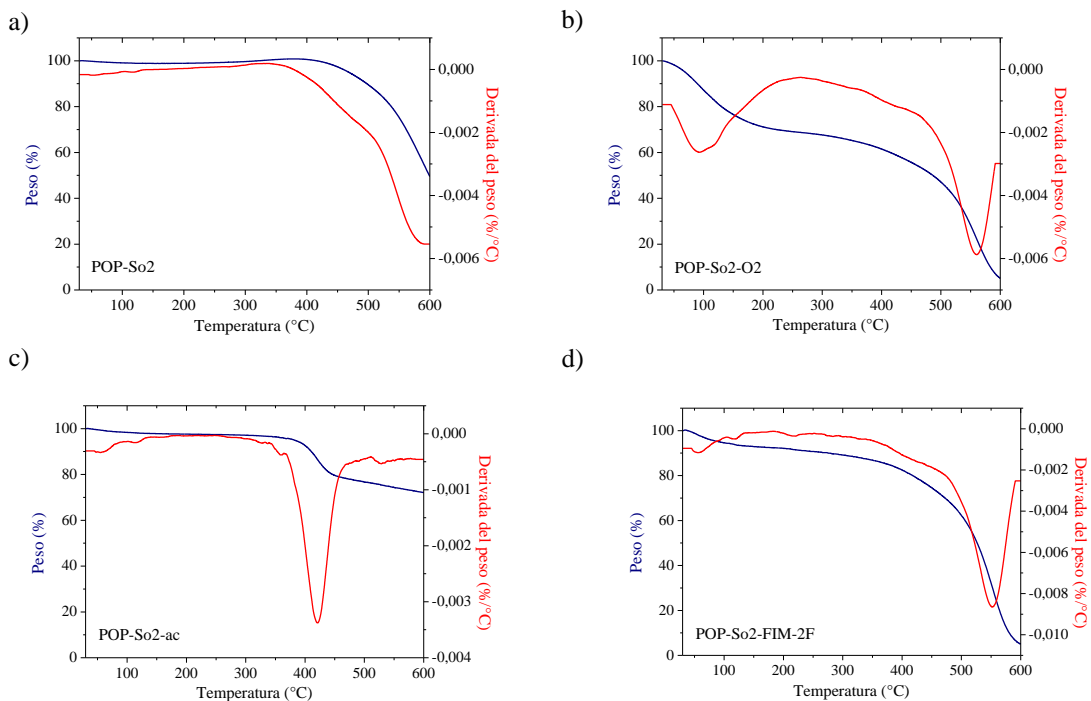 a)
100
80
60
40
20
0
Peso (%)
0,000
-0,002
-0,004
-0,006
Derivada del peso (%/°C)
POP-So2
100 200 300 400 500 600
Temperatura (°C)
b)
100
80
60
40
20
0
Peso (%)
0,000
-0,002
-0,004
-0,006
Derivada del peso (%/°C)
POP-So2-O2
100 200 300 400 500 600
Temperatura (°C)
c)
100
80
60
40
20
0
Peso (%)
0,000
-0,001
-0,002
-0,003
-0,004
Derivada del peso (%/°C)
POP-So2-ac
100 200 300 400 500 600
Temperatura (°C)
d)
100
80
60
40
20
0
Peso (%)
0,000
-0,002
-0,004
-0,006
-0,008
-0,010
Derivada del peso (%/°C)
POP-So2-FIM-2F
100 200 300 400 500 600
Temperatura (°C)